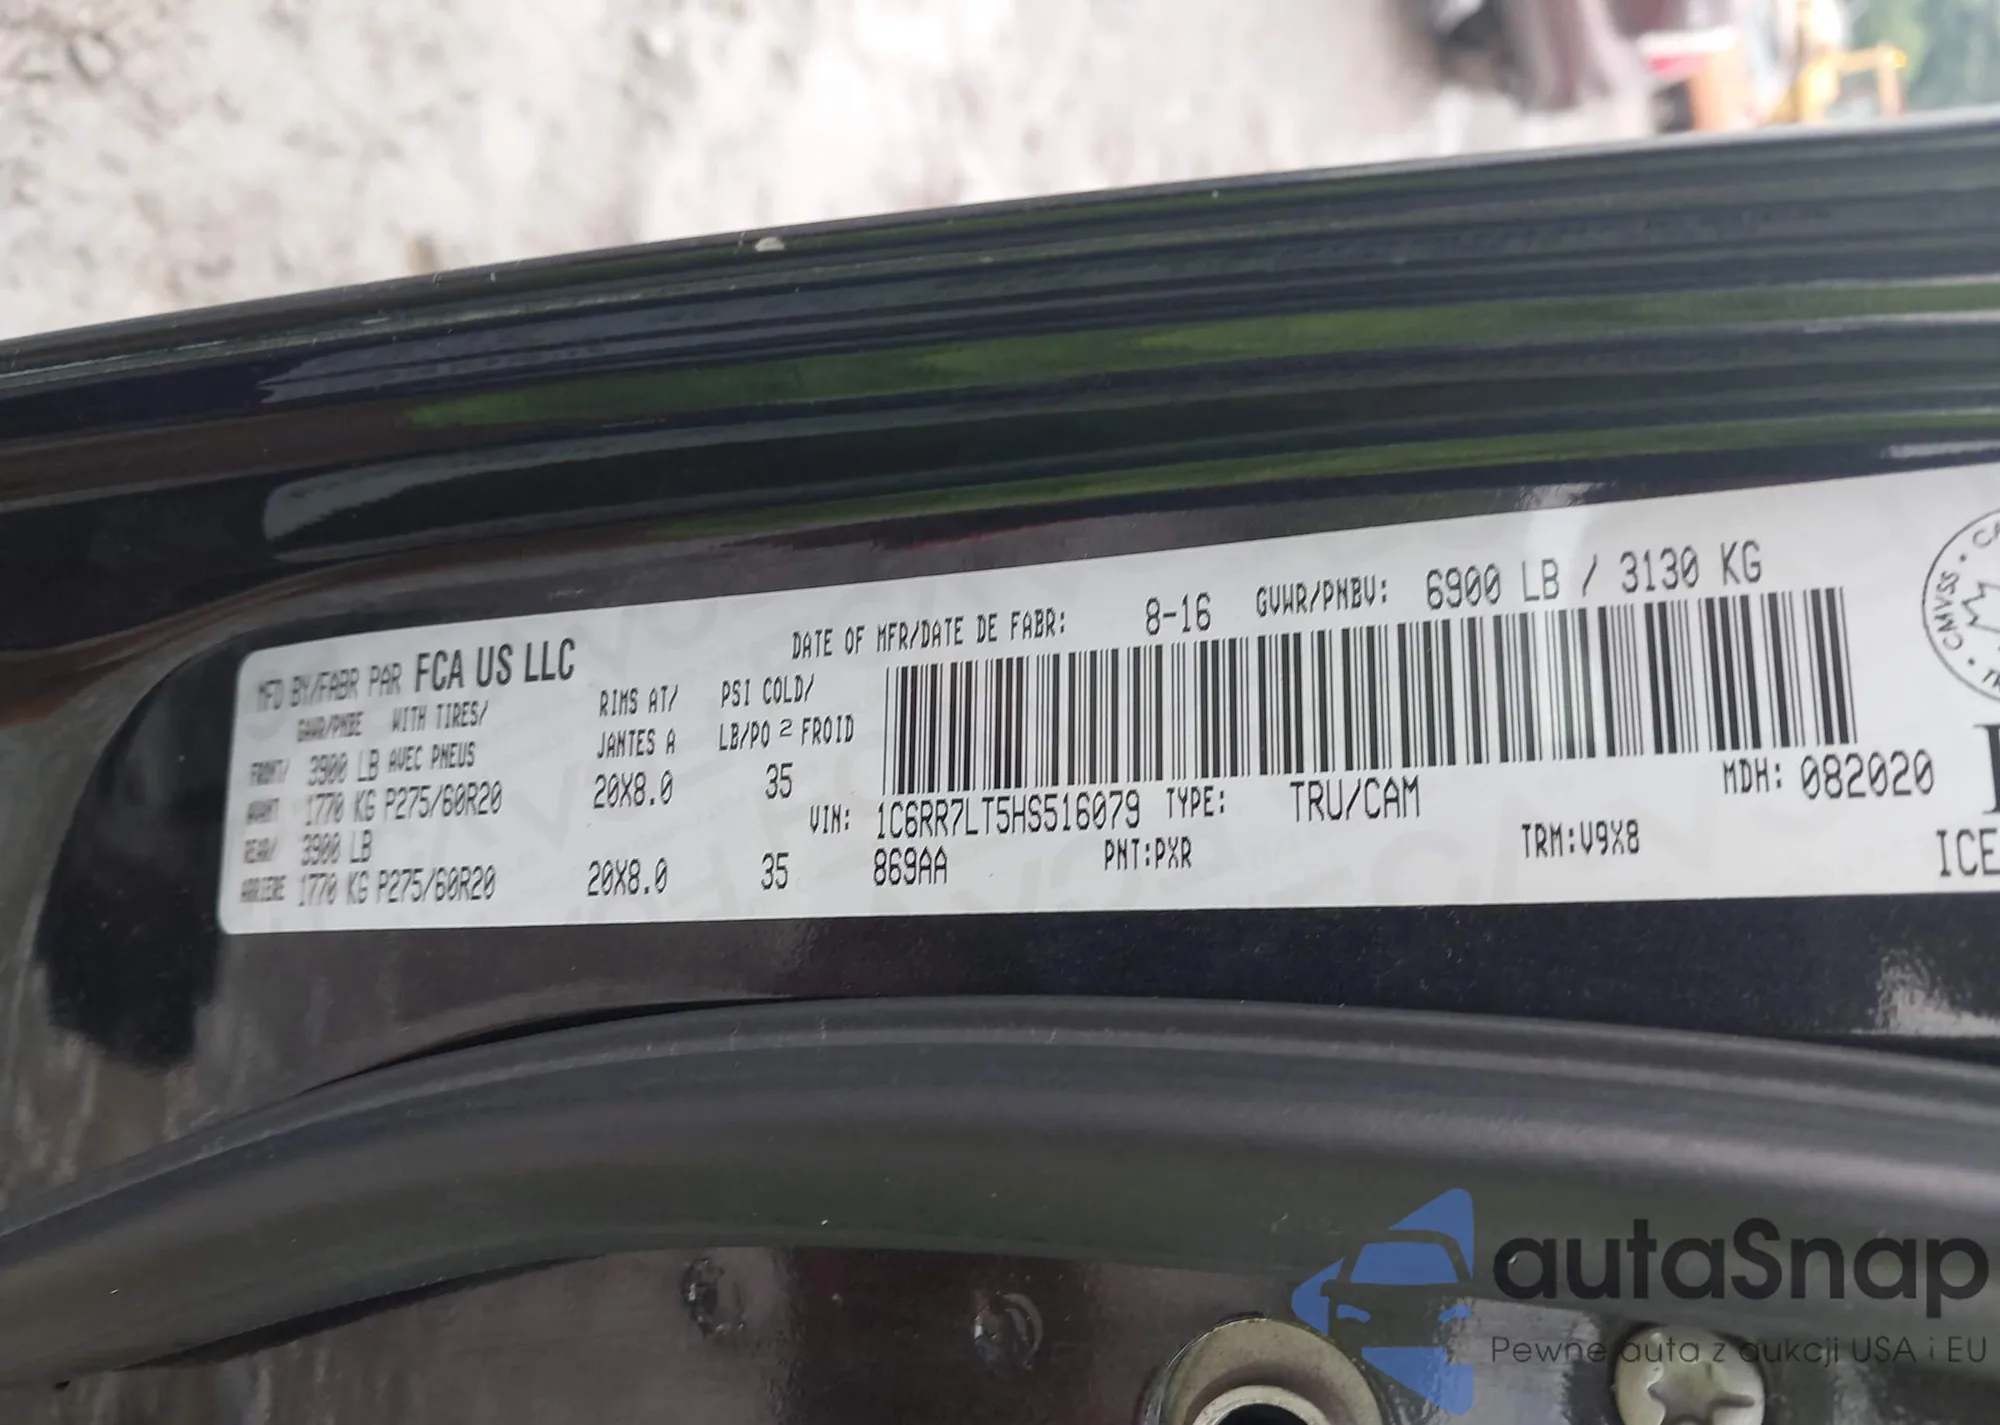 MFD BY/FABR PAR FCA US LLC DATE OF MFR/DATE DE FABR: 8-16 GVWR/PNBV: 6900 LB / 3130 KG
GAWR/PNBE WITH TIRES/ RIMS AT/ PSI COLD/
FRONT/ 3900 LB AVEC PNEUS JANTES A LB/PO 2 FROID
AVANT 1770 KG P275/60R20 20X8.0 35
REAR/ 3900 LB VIN: 1C6RR7LT5HS516079 TYPE: TRU/CAM MDH: 082020
ARRIERE 1770 KG P275/60R20 20X8.0 35 869AA PNT:PXR TRM:V9X8 ICE
CMVSS
autaSnap
Pewne auta z aukcji USA i EU